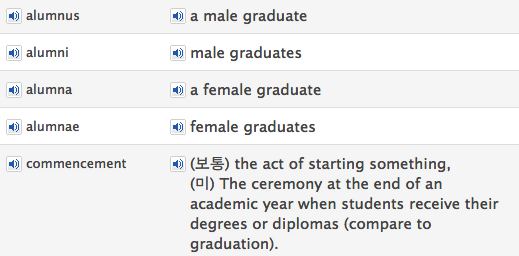 alumnus a male graduate
alumni male graduates
alumna a female graduate
alumnae female graduates
commencement (보통) the act of starting something,
(미) The ceremony at the end of an
academic year when students receive their
degrees or diplomas (compare to
graduation).